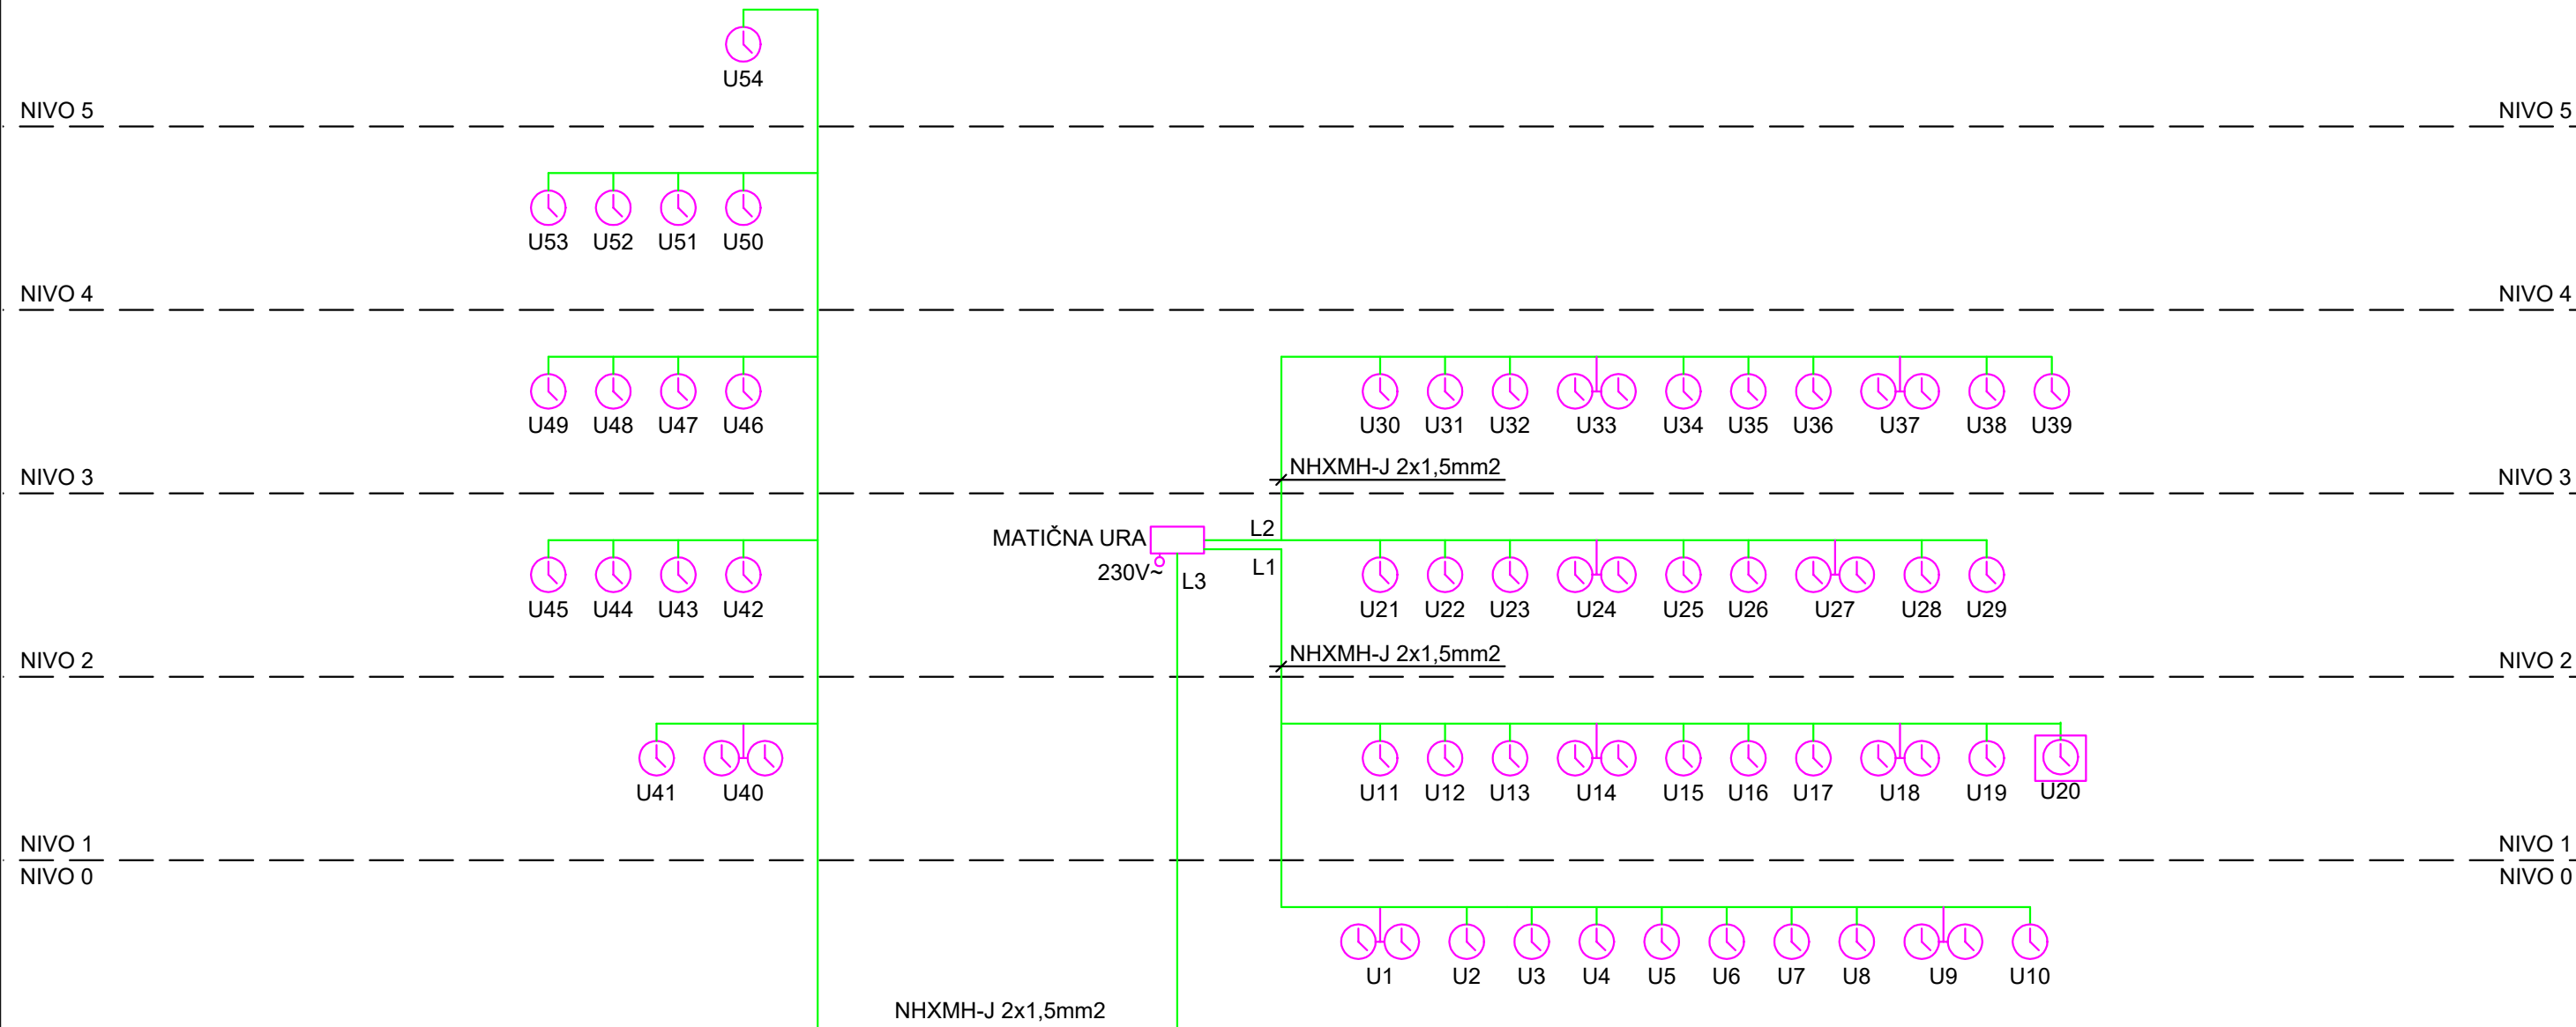 U54
NIVO 5 NIVO 5
U53 U52 U51 U50
NIVO 4 NIVO 4
U49 U48 U47 U46 U30 U31 U32 U33 U34 U35 U36 U37 U38 U39
NHXMH-J 2x1,5mm2
NIVO 3 NIVO 3
L2
MATIČNA URA
L1
230V~
L3
U45 U44 U43 U42 U21 U22 U23 U24 U25 U26 U27 U28 U29
NHXMH-J 2x1,5mm2
NIVO 2 NIVO 2
U41 U40 U11 U12 U13 U14 U15 U16 U17 U18 U19 U20
NIVO 1 NIVO 1
NIVO 0 NIVO 0
U1 U2 U3 U4 U5 U6 U7 U8 U9 U10
NHXMH-J 2x1,5mm2